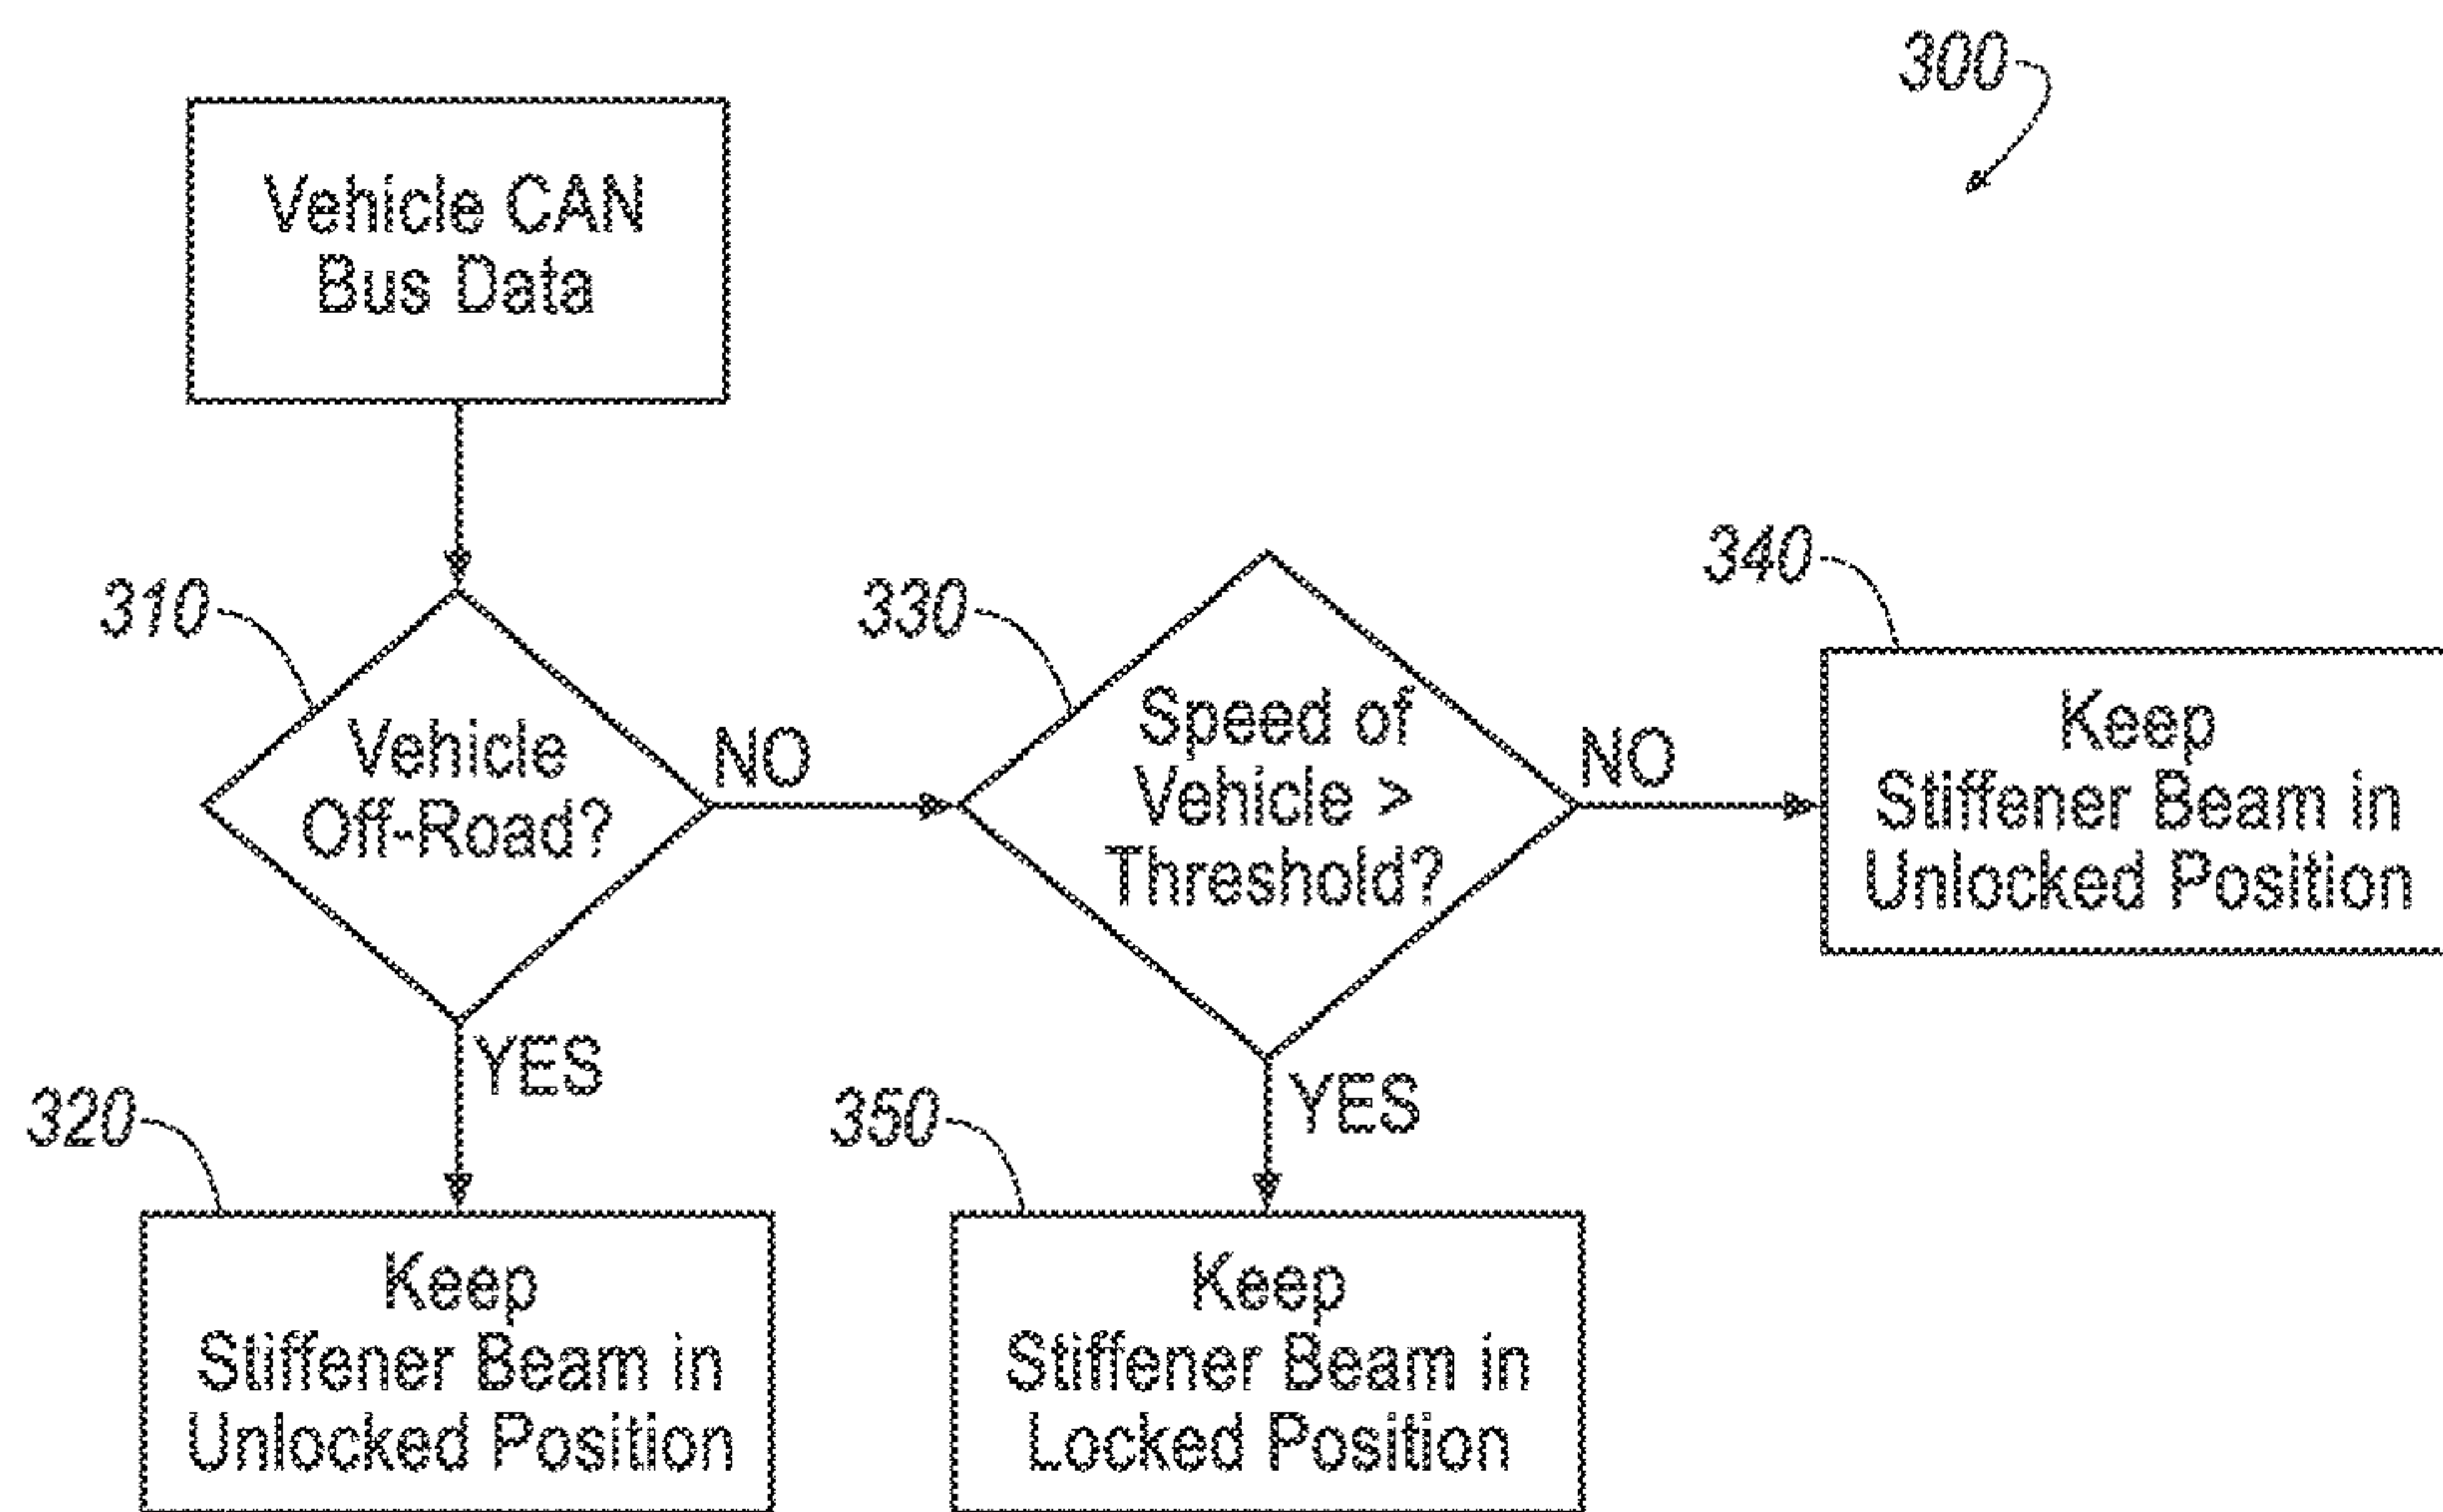 300
Vehicle CAN
Bus Data
310
Vehicle
Off-Road?
NO
330
Speed of
Vehicle >
Threshold?
NO
340
Keep
Stiffener Beam in
Unlocked Position
YES
320
Keep
Stiffener Beam in
Unlocked Position
YES
350
Keep
Stiffener Beam in
Locked Position